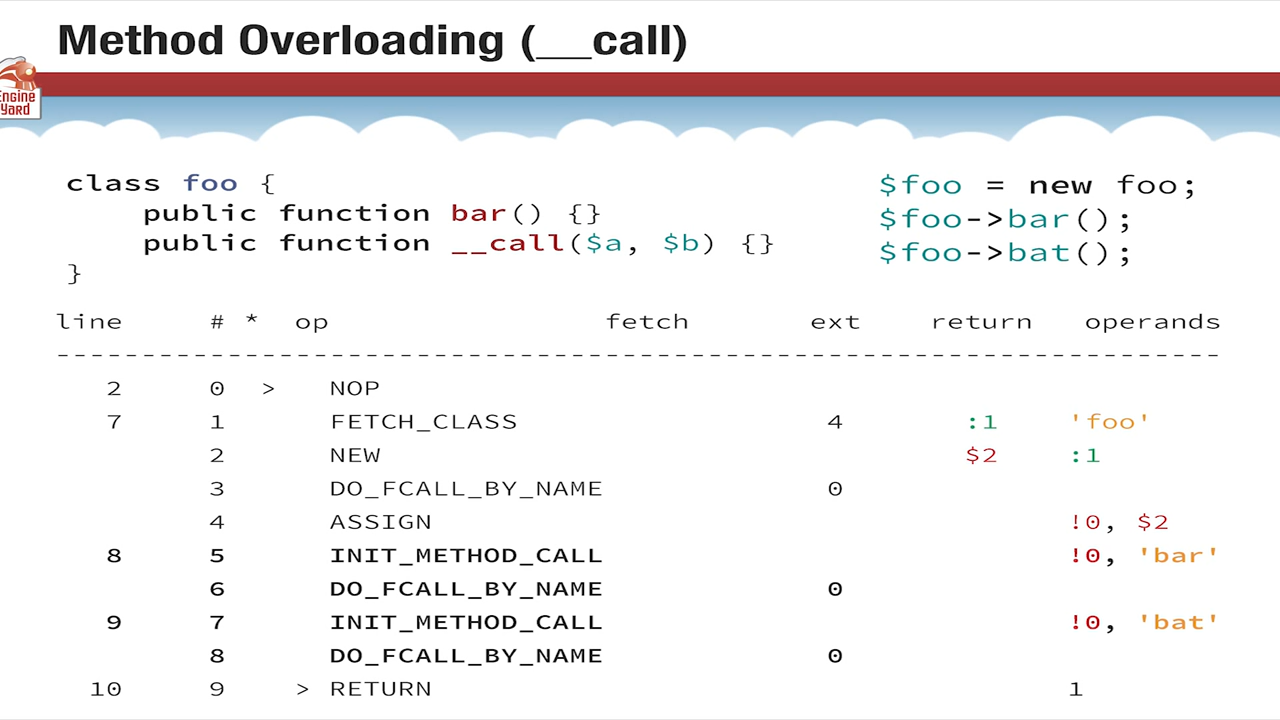 Method Overloading (__call)
Engine
Yard
class foo {
    public function bar() {}
    public function __call($a, $b) {}
}
$foo = new foo;
$foo->bar();
$foo->bat();
line # * op fetch ext return operands
---------------------------------------------------------------------
2 0 > NOP
7 1 FETCH_CLASS 4 :1 'foo'
2 NEW $2 :1
3 DO_FCALL_BY_NAME 0
4 ASSIGN !0, $2
8 5 INIT_METHOD_CALL !0, 'bar'
6 DO_FCALL_BY_NAME 0
9 7 INIT_METHOD_CALL !0, 'bat'
8 DO_FCALL_BY_NAME 0
10 9 > RETURN 1